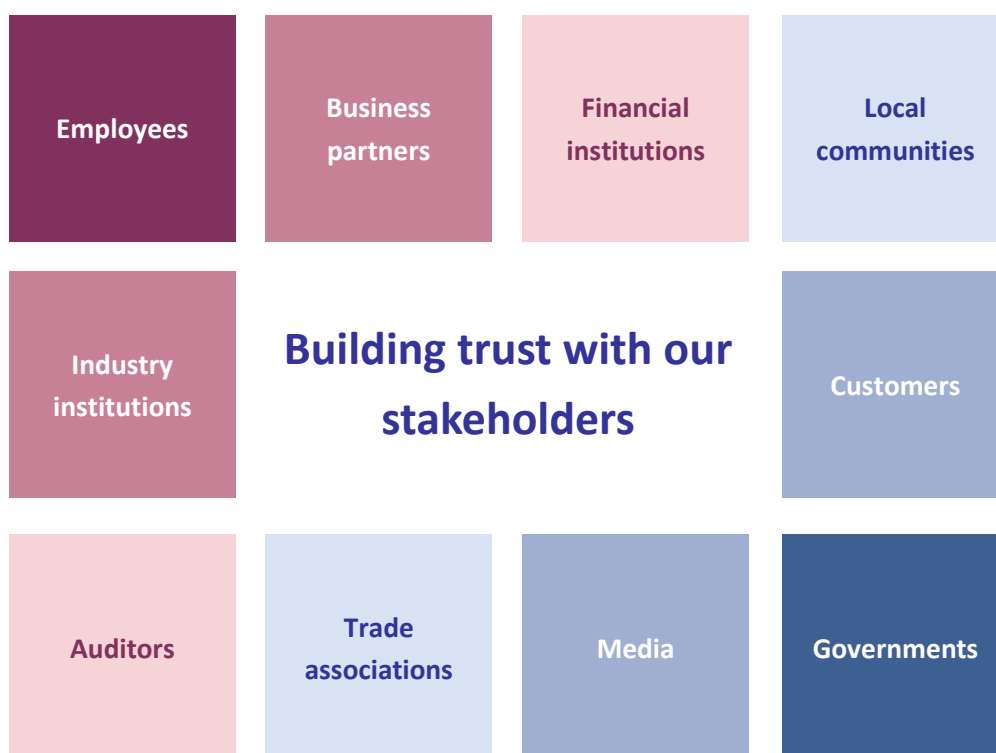 Employees
Business
partners
Financial
institutions
Local
communities
Industry
institutions
Building trust with our
stakeholders
Customers
Auditors
Trade
associations
Media
Governments